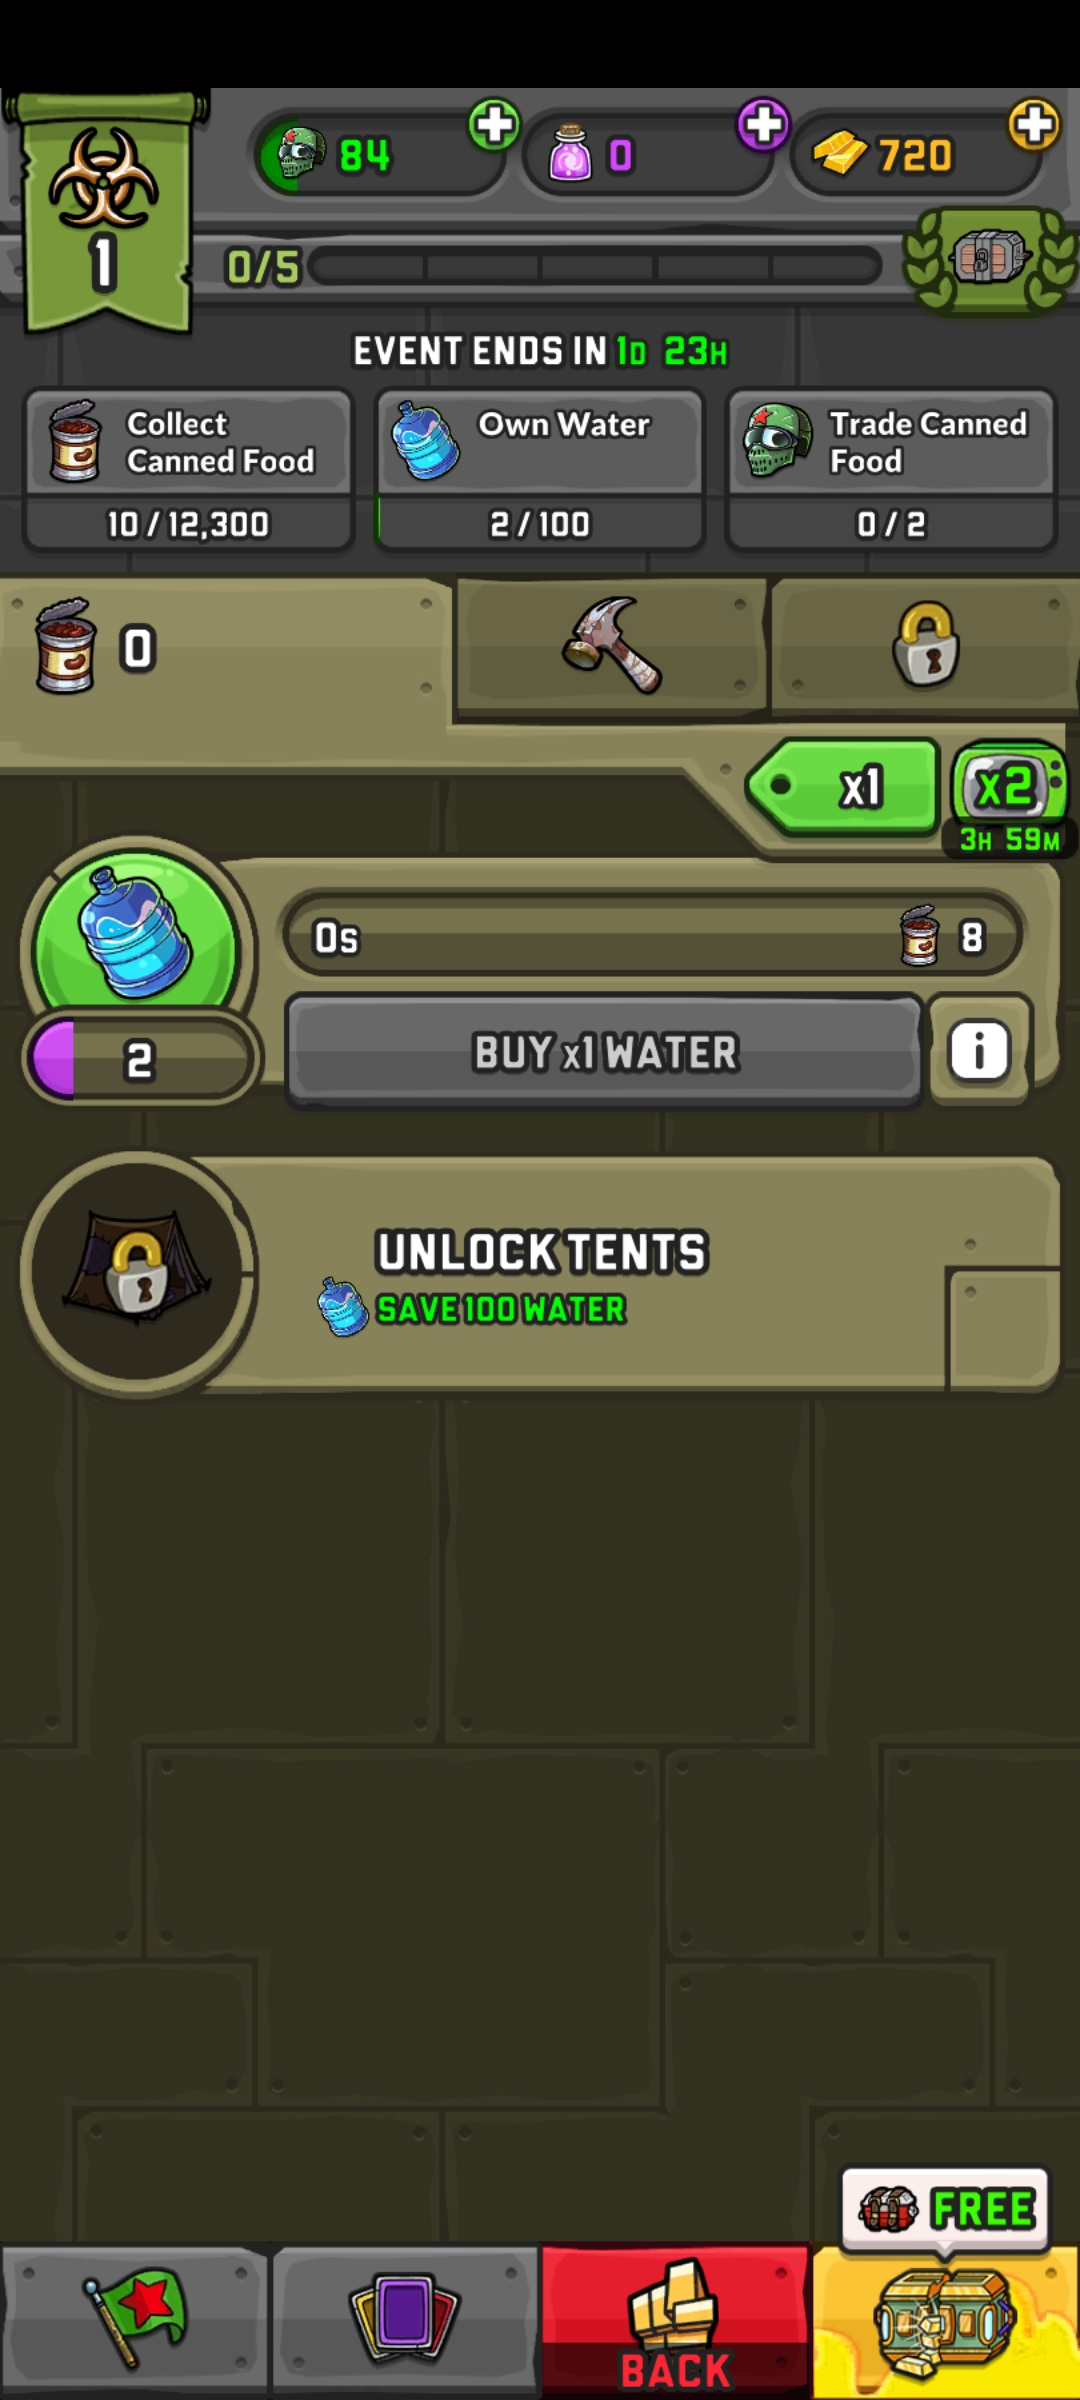 84
0
720
1
0/5
EVENT ENDS IN 1D 23H
Collect
Canned Food
10 / 12,300
Own Water
2 / 100
Trade Canned
Food
0 / 2
0
x1
x2
3H 59M
0s
8
2
BUY x1 WATER
i
UNLOCK TENTS
SAVE 100 WATER
FREE
BACK